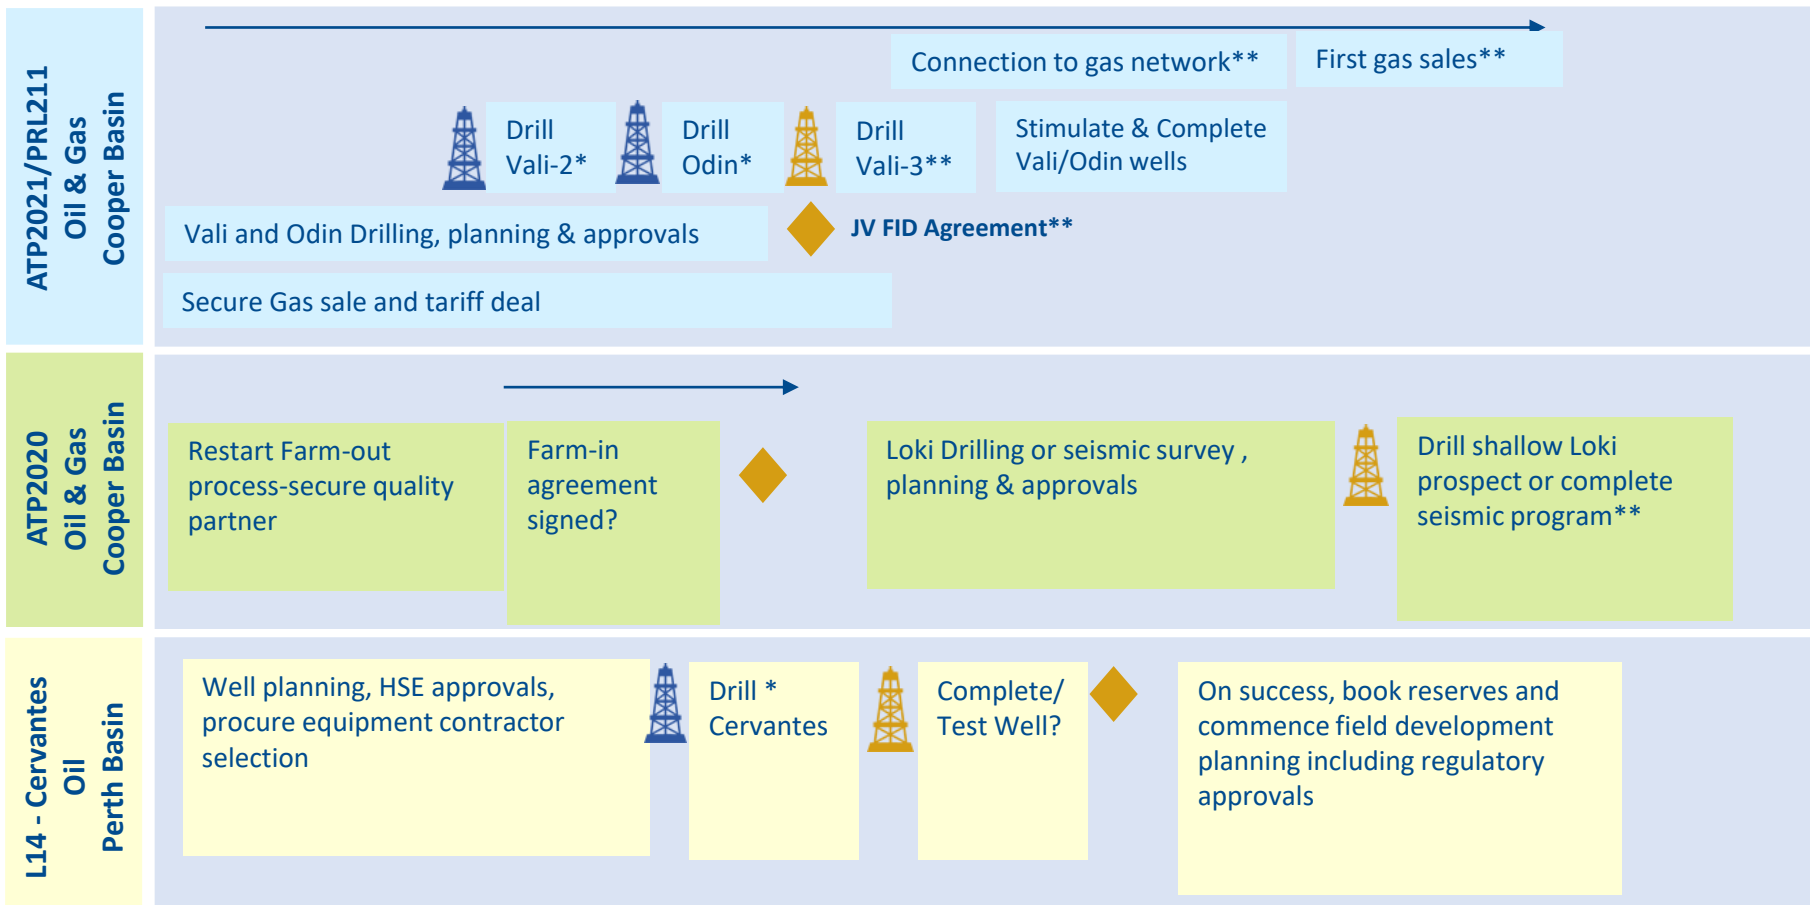 ATP2021/PRL211
Oil & Gas
Cooper Basin
Connection to gas network**
First gas sales**
Drill
Vali-2*
Drill
Odin*
Drill
Vali-3**
Stimulate & Complete
Vali/Odin wells
Vali and Odin Drilling, planning & approvals
JV FID Agreement**
Secure Gas sale and tariff deal
ATP2020
Oil & Gas
Cooper Basin
Restart Farm-out
process-secure quality
partner
Farm-in
agreement
signed?
Loki Drilling or seismic survey ,
planning & approvals
Drill shallow Loki
prospect or complete
seismic program**
L14 - Cervantes
Oil
Perth Basin
Well planning, HSE approvals,
procure equipment contractor
selection
Drill *
Cervantes
Complete/
Test Well?
On success, book reserves and
commence field development
planning including regulatory
approvals